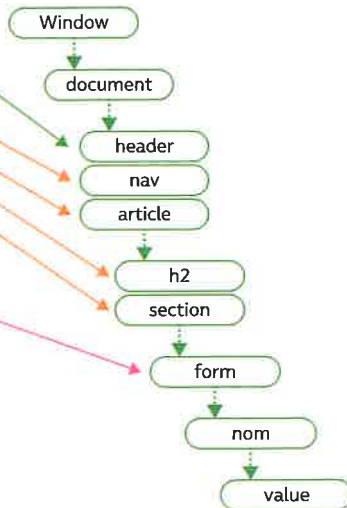 Window
document
header
nav
article
h2
section
form
nom
value